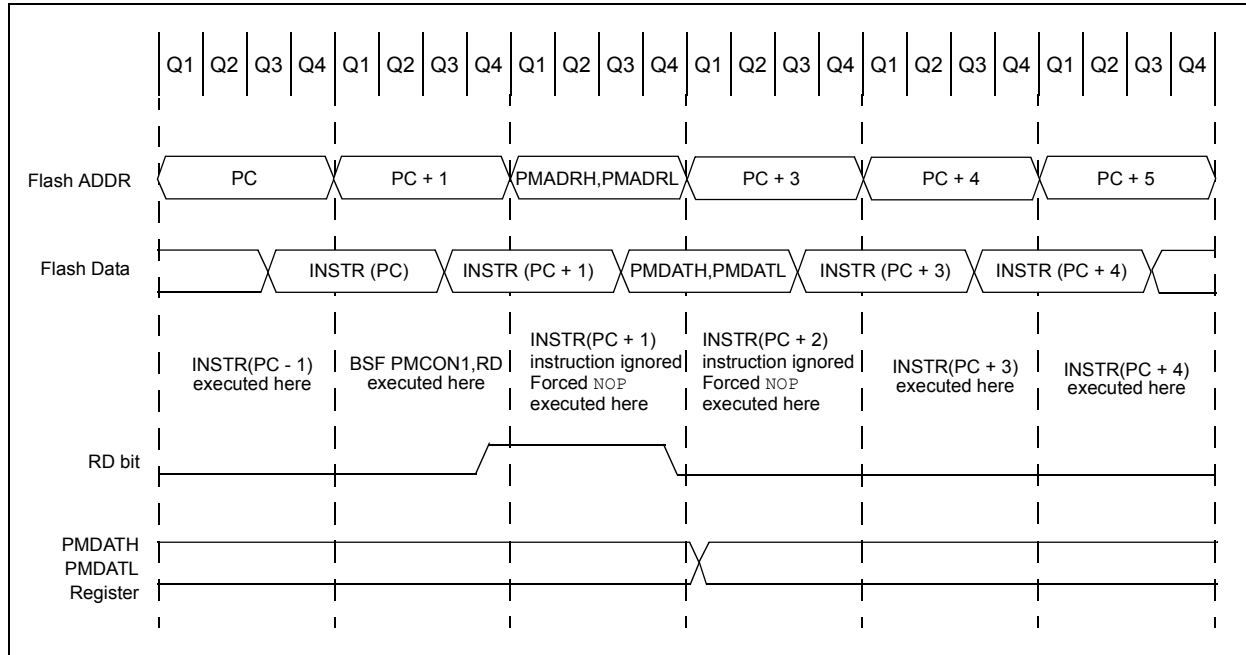 Q1 Q2 Q3 Q4 Q1 Q2 Q3 Q4 Q1 Q2 Q3 Q4 Q1 Q2 Q3 Q4 Q1 Q2 Q3 Q4 Q1 Q2 Q3 Q4
Flash ADDR PC PC + 1 PMADRH,PMADRL PC + 3 PC + 4 PC + 5
Flash Data INSTR (PC) INSTR (PC + 1) PMDATH,PMDATL INSTR (PC + 3) INSTR (PC + 4)
INSTR(PC - 1)
executed here
BSF PMCON1,RD
executed here
INSTR(PC + 1)
instruction ignored
Forced NOP
executed here
INSTR(PC + 2)
instruction ignored
Forced NOP
executed here
INSTR(PC + 3)
executed here
INSTR(PC + 4)
executed here
RD bit
PMDATH
PMDATL
Register